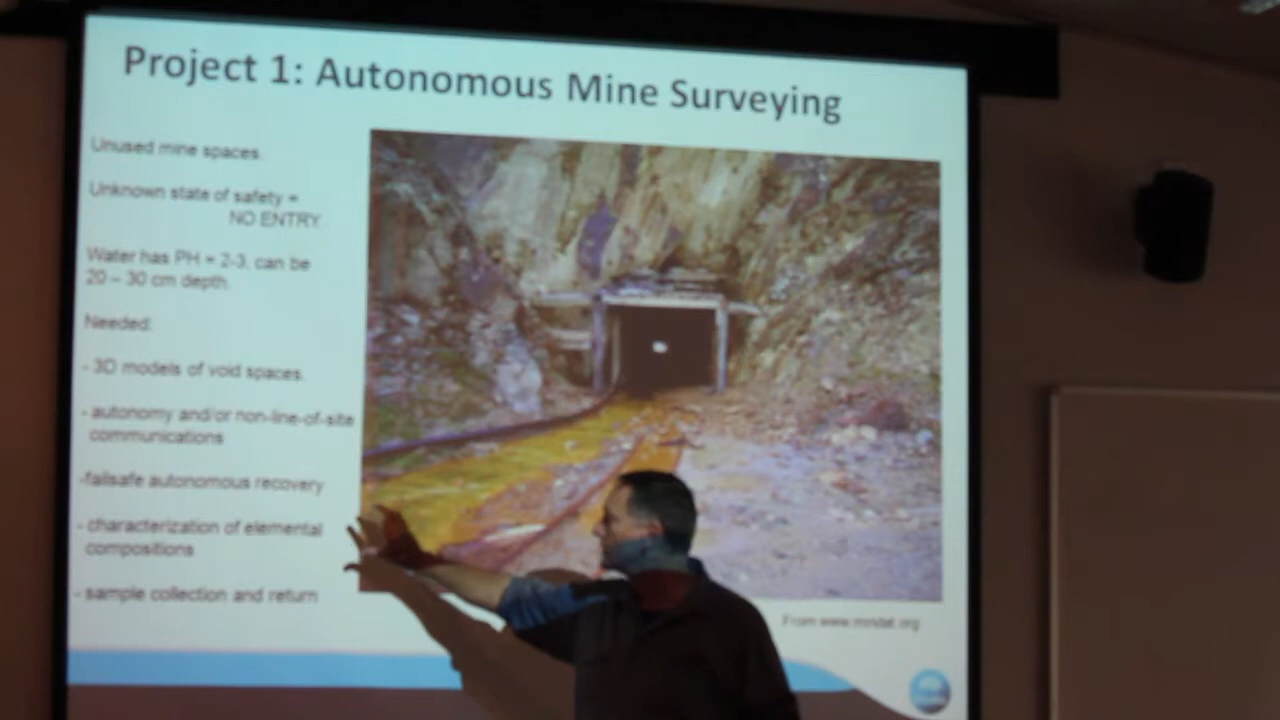 Project 1: Autonomous Mine Surveying
Unused mine spaces.
Unknown state of safety =
NO ENTRY.
Water has PH = 2-3, can be
20 – 30 cm depth.
Needed:
- 3D models of void spaces.
- autonomy and/or non-line-of-site
communications
-failsafe autonomous recovery
- characterization of elemental
compositions
- sample collection and return
From www.mindat.org